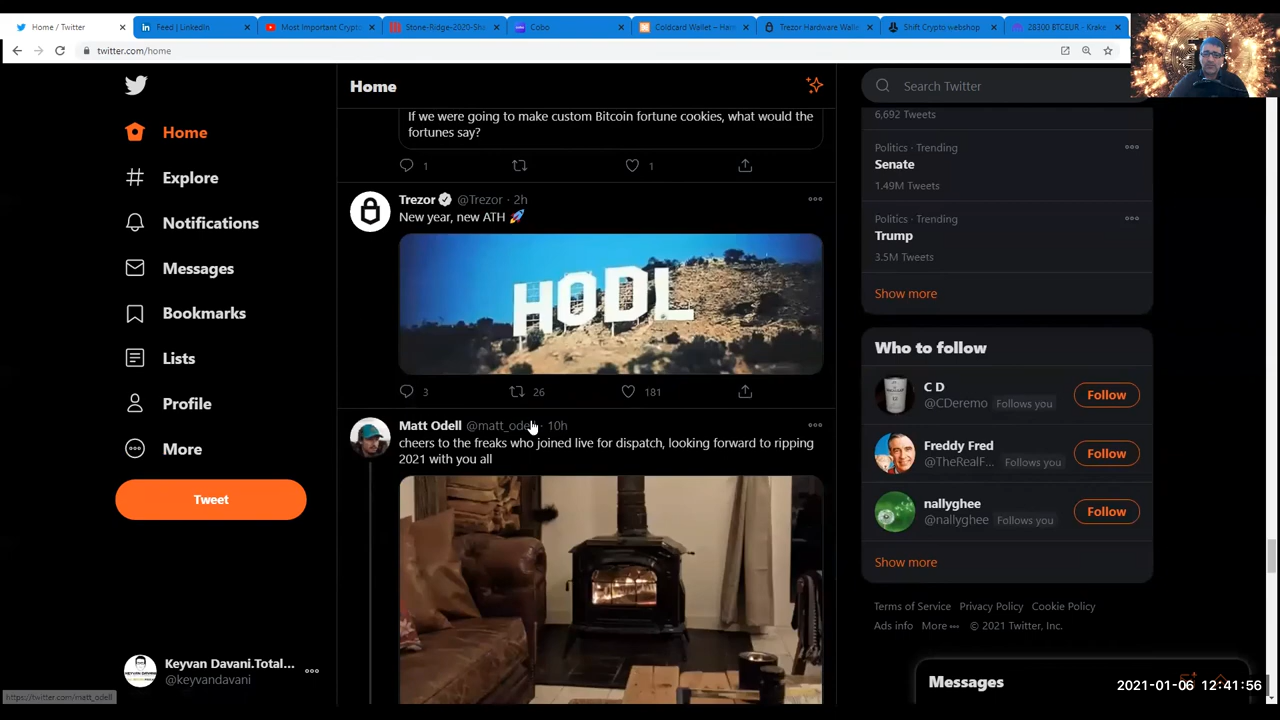 Home / Twitter
Feed | LinkedIn
Most Important Crypto
Stone-Ridge-2020-Sha
Cobo
Coldcard Wallet – Har
Trezor Hardware Walle
Shift Crypto webshop
28300 BTCEUR – Krake
twitter.com/home
Home
Explore
Notifications
Messages
Bookmarks
Lists
Profile
More
Tweet
Keyvan Davani.Total...
@keyvandavani
https://twitter.com/matt_odell
Home
If we were going to make custom Bitcoin fortune cookies, what would the
fortunes say?
1
1
Trezor @Trezor · 2h
New year, new ATH 🚀
HODL
3
26
181
Matt Odell @matt_odell · 10h
cheers to the freaks who joined live for dispatch, looking forward to ripping
2021 with you all
Search Twitter
6,692 Tweets
Politics · Trending
Senate
1.49M Tweets
Politics · Trending
Trump
3.5M Tweets
Show more
Who to follow
C D
@CDeremo Follows you
Follow
Freddy Fred
@TheRealF... Follows you
Follow
nallyghee
@nallyghee Follows you
Follow
Show more
Terms of Service Privacy Policy Cookie Policy
Ads info More ••• © 2021 Twitter, Inc.
Messages
2021-01-06 12:41:56